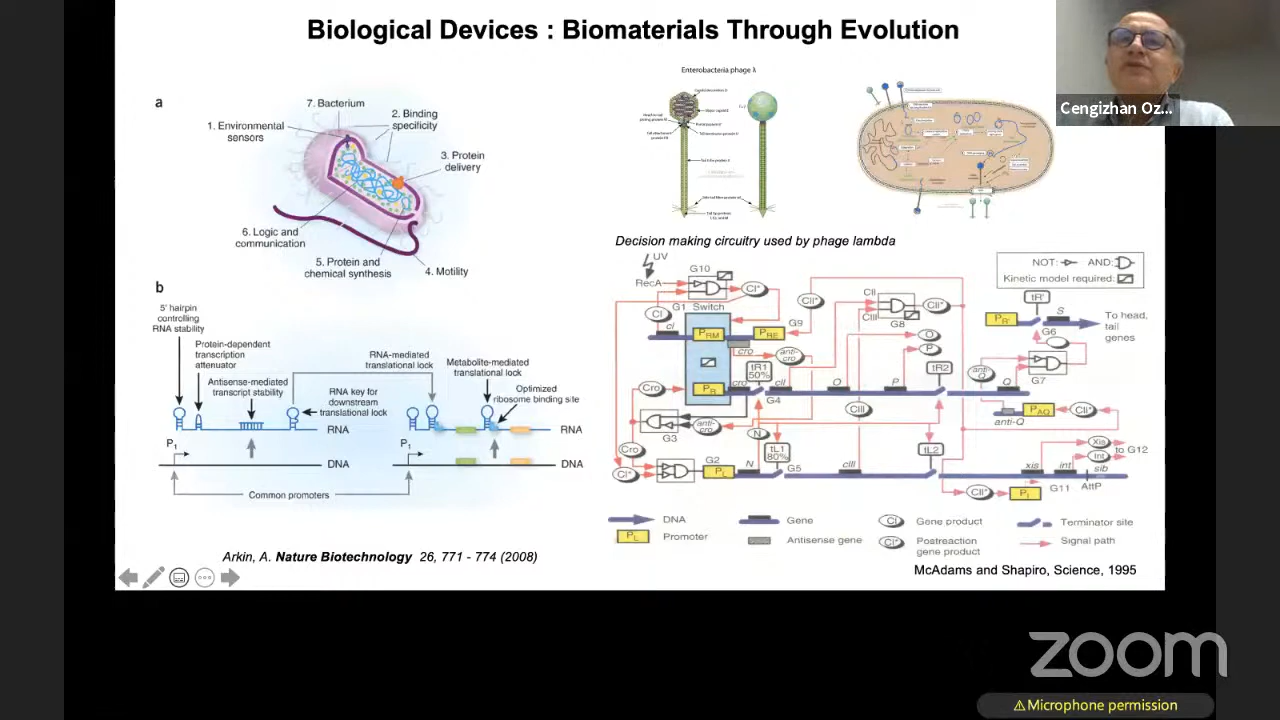 Biological Devices : Biomaterials Through Evolution
Cengizhan Oz...
a
7. Bacterium
1. Environmental
sensors
2. Binding
specificity
3. Protein
delivery
6. Logic and
communication
5. Protein and
chemical synthesis
4. Motility
b
5' hairpin
controlling
RNA stability
Protein-dependent
transcription
attenuator
Antisense-mediated
transcript stability
RNA-mediated
translational lock
RNA key for
downstream
translational lock
Metabolite-mediated
translational lock
Optimized
ribosome binding site
RNA
RNA
P1
P1
DNA
DNA
Common promoters
Arkin, A. Nature Biotechnology 26, 771 - 774 (2008)
Enterobacteria phage λ
Decision making circuitry used by phage lambda
UV
RecA
G10
CI*
CI
cI
G1 Switch
PRM
PRE
G9
CII*
CII
CIII
G8
CII*
NOT:
AND:
Kinetic model required:
tR'
PR'
S
G6
To head,
tail
genes
cro
anti-
cro
O
P
tR1
50%
tR2
Cro
PR
cro
cII
O
P
G4
anti-
Q
Q
G7
G3
anti-
cro
N
CIII
anti-Q
PAQ
CII*
Cro
CI*
G2
PL
N
tL1
80%
G5
cIII
tL2
Xis
Int
to G12
xis
int
sib
CII*
PI
G11
AttP
DNA
Gene
CI
Gene product
Terminator site
PL
Promoter
Antisense gene
CI*
Postreaction
gene product
Signal path
McAdams and Shapiro, Science, 1995
zoom
⚠Microphone permission